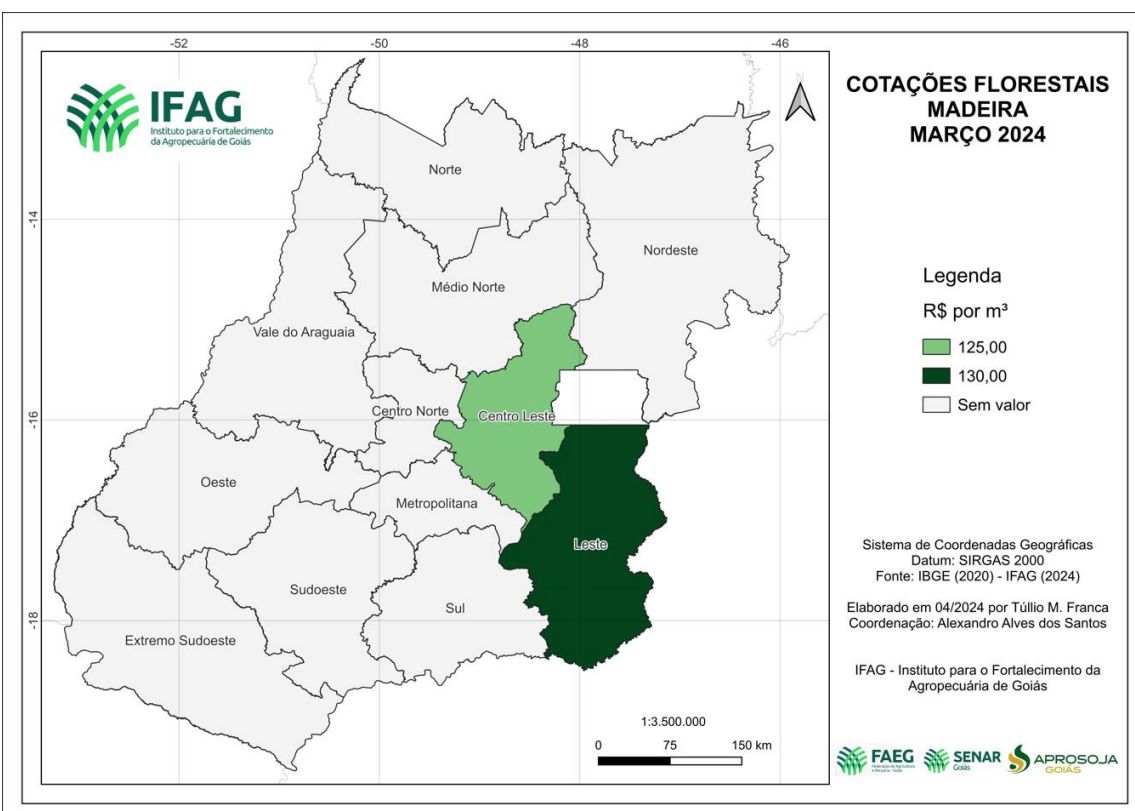 -52
-50
-48
-46
IFAG
Instituto para o Fortalecimento
da Agropecuária de Goiás
N
COTAÇÕES FLORESTAIS
MADEIRA
MARÇO 2024
Norte
-14
Nordeste
Médio Norte
Legenda
R$ por m³
Vale do Araguaia
125,00
130,00
Sem valor
Centro Norte
Centro Leste
-16
Oeste
Metropolitana
Leste
Sistema de Coordenadas Geográficas
Datum: SIRGAS 2000
Fonte: IBGE (2020) - IFAG (2024)
Sudoeste
Sul
Elaborado em 04/2024 por Túllio M. Franca
Coordenação: Alexandro Alves dos Santos
-18
Extremo Sudoeste
IFAG - Instituto para o Fortalecimento da
Agropecuária de Goiás
1:3.500.000
0 75 150 km
FAEG
SENAR
Goiás
APROSOJA
GOIÁS